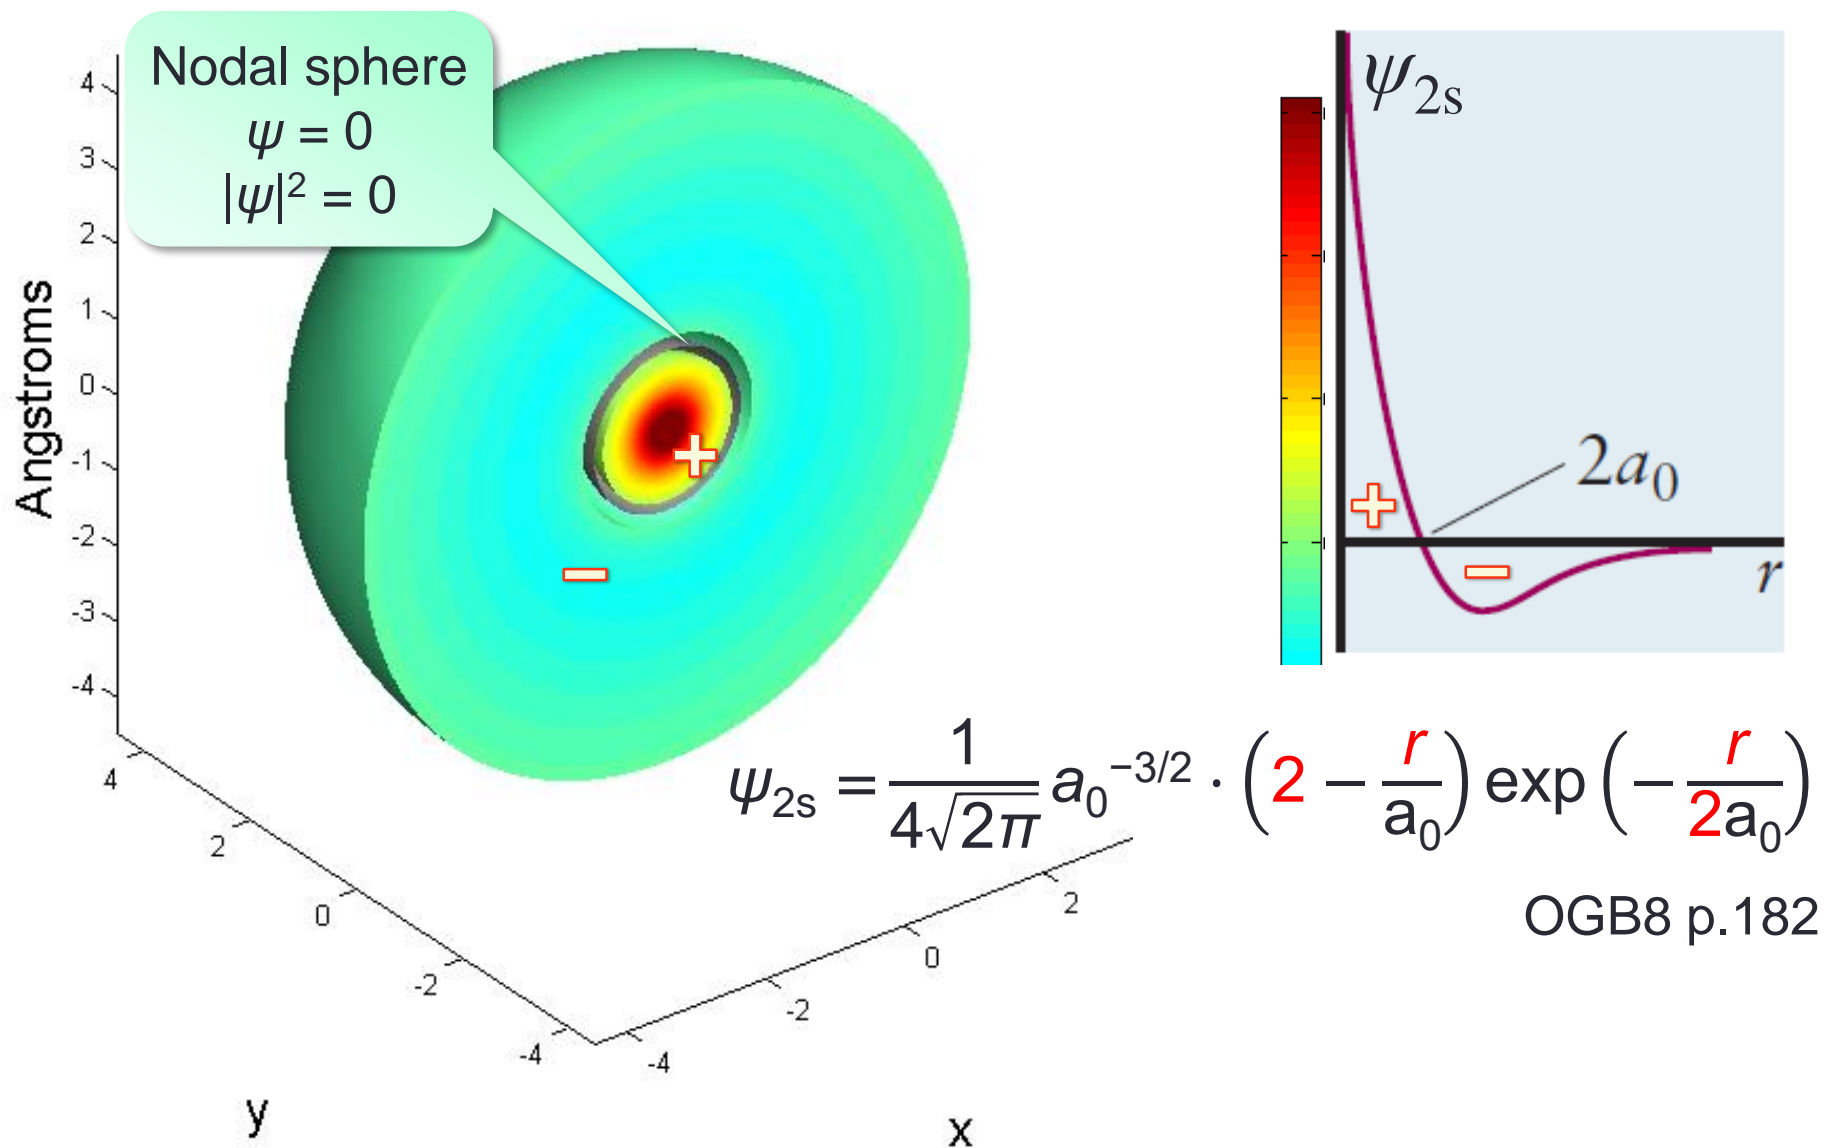 Nodal sphere
ψ = 0
|ψ|² = 0
Angstroms
4
3
2
1
0
-1
-2
-3
-4
4
2
0
-2
-4
y
-4
-2
0
2
x
ψ2s
+
2a0
−
r
+
−
ψ2s = 1/(4√2π) a0^−3/2 · (2 − r/a0) exp (− r/2a0)
OGB8 p.182